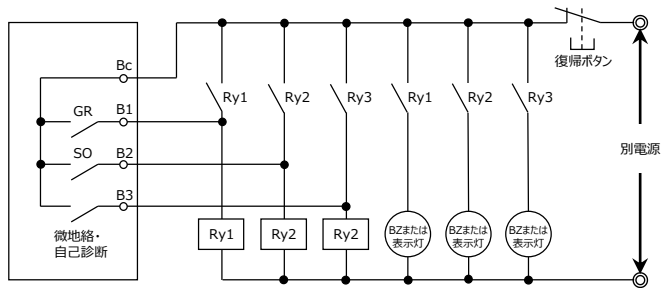 Bc
復帰ボタン
Ry1
Ry2
Ry3
Ry1
Ry2
Ry3
GR
B1
SO
B2
B3
別電源
微地絡・
自己診断
Ry1
Ry2
Ry2
BZまたは
表示灯
BZまたは
表示灯
BZまたは
表示灯